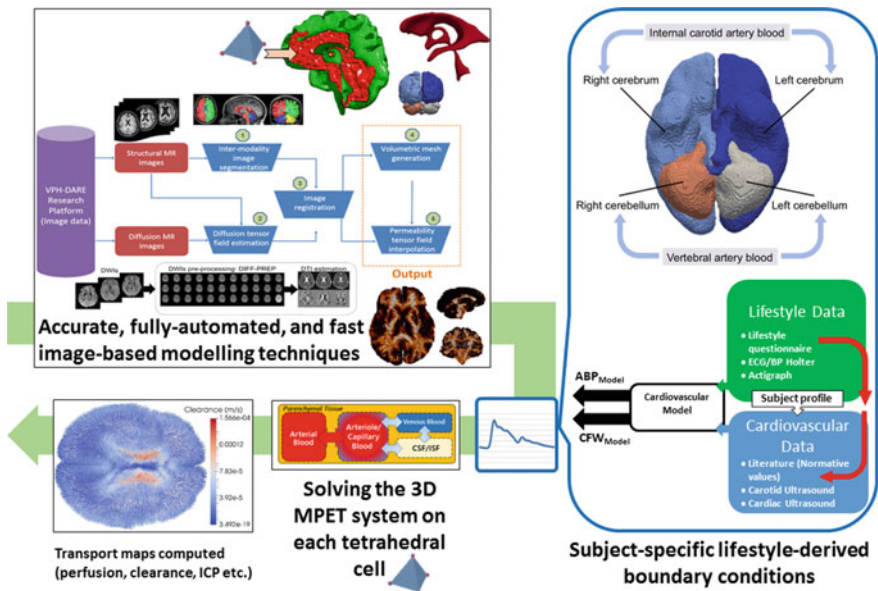 VPH-DARE
Research
Platform
(Image data)
Structural MR
images
Diffusion MR
images
1
Inter-modality
image
segmentation
2
Diffusion tensor
field estimation
3
Image
registration
4
Volumetric mesh
generation
5
Permeability
tensor field
interpolation
Output
DWIs
DWIs pre-processing: DIFF-PREP
DTI estimation
Accurate, fully-automated, and fast
image-based modelling techniques
Internal carotid artery blood
Right cerebrum
Left cerebrum
Right cerebellum
Left cerebellum
Vertebral artery blood
Lifestyle Data
• Lifestyle
questionnaire
• ECG/BP Holter
• Actigraph
Subject profile
Cardiovascular
Data
• Literature (Normative
values)
• Carotid Ultrasound
• Cardiac Ultrasound
Cardiovascular
Model
ABP Model
CFW Model
Subject-specific lifestyle-derived
boundary conditions
Parenchymal Tissue
Arterial
Blood
Arteriole/
Capillary
Blood
Venous Blood
CSF/ISF
Solving the 3D
MPET system on
each tetrahedral
cell
Clearance (m/s)
1.566e-04
0.00012
7.83e-5
3.92e-5
3.492e-19
Transport maps computed
(perfusion, clearance, ICP etc.)